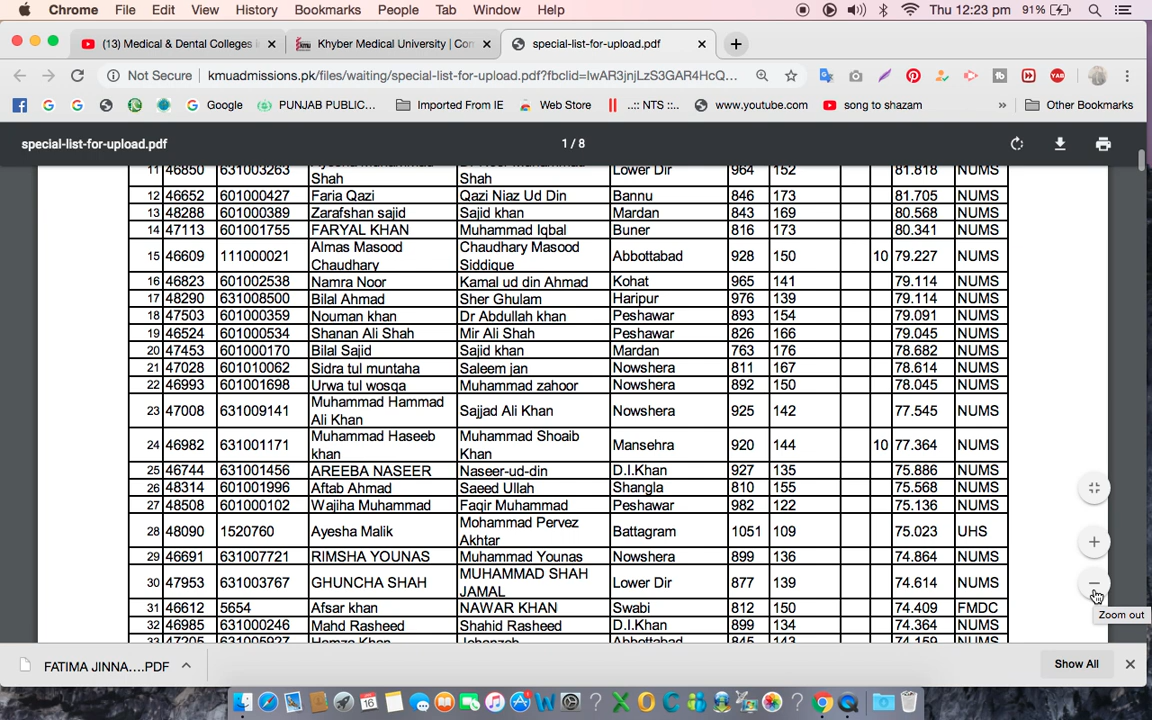 Chrome File Edit View History Bookmarks People Tab Window Help Thu 12:23 pm 91%
(13) Medical & Dental Colleges i Khyber Medical University | Con special-list-for-upload.pdf
Not Secure kmuadmissions.pk/files/waiting/special-list-for-upload.pdf?fbclid=IwAR3jnjLzS3GAR4HcQ...
Google PUNJAB PUBLIC... Imported From IE Web Store ..:: NTS ::.. www.youtube.com song to shazam » Other Bookmarks
special-list-for-upload.pdf 1 / 8
11 46850 631003263 Shah Shah Lower Dir 964 152 81.818 NUMS
12 46652 601000427 Faria Qazi Qazi Niaz Ud Din Bannu 846 173 81.705 NUMS
13 48288 601000389 Zarafshan sajid Sajid khan Mardan 843 169 80.568 NUMS
14 47113 601001755 FARYAL KHAN Muhammad Iqbal Buner 816 173 80.341 NUMS
15 46609 111000021 Almas Masood Chaudhary Chaudhary Masood Siddique Abbottabad 928 150 10 79.227 NUMS
16 46823 601002538 Namra Noor Kamal ud din Ahmad Kohat 965 141 79.114 NUMS
17 48290 631008500 Bilal Ahmad Sher Ghulam Haripur 976 139 79.114 NUMS
18 47503 601000359 Nouman khan Dr Abdullah khan Peshawar 893 154 79.091 NUMS
19 46524 601000534 Shanan Ali Shah Mir Ali Shah Peshawar 826 166 79.045 NUMS
20 47453 601000170 Bilal Sajid Sajid khan Mardan 763 176 78.682 NUMS
21 47028 601010062 Sidra tul muntaha Saleem jan Nowshera 811 167 78.614 NUMS
22 46993 601001698 Urwa tul wosqa Muhammad zahoor Nowshera 892 150 78.045 NUMS
23 47008 631009141 Muhammad Hammad Ali Khan Sajjad Ali Khan Nowshera 925 142 77.545 NUMS
24 46982 631001171 Muhammad Haseeb khan Muhammad Shoaib Khan Mansehra 920 144 10 77.364 NUMS
25 46744 631001456 AREEBA NASEER Naseer-ud-din D.I.Khan 927 135 75.886 NUMS
26 48314 601001996 Aftab Ahmad Saeed Ullah Shangla 810 155 75.568 NUMS
27 48508 601000102 Wajiha Muhammad Faqir Muhammad Peshawar 982 122 75.136 NUMS
28 48090 1520760 Ayesha Malik Mohammad Pervez Akhtar Battagram 1051 109 75.023 UHS
29 46691 631007721 RIMSHA YOUNAS Muhammad Younas Nowshera 899 136 74.864 NUMS
30 47953 631003767 GHUNCHA SHAH MUHAMMAD SHAH JAMAL Lower Dir 877 139 74.614 NUMS
31 46612 5654 Afsar khan NAWAR KHAN Swabi 812 150 74.409 FMDC
32 46985 631000246 Mahd Rasheed Shahid Rasheed D.I.Khan 899 134 74.364 NUMS
33 47205 631005927 Hamza Khan Jehanzeb Abbottabad 845 143 74.159 NUMS
Zoom out
FATIMA JINNA....PDF Show All